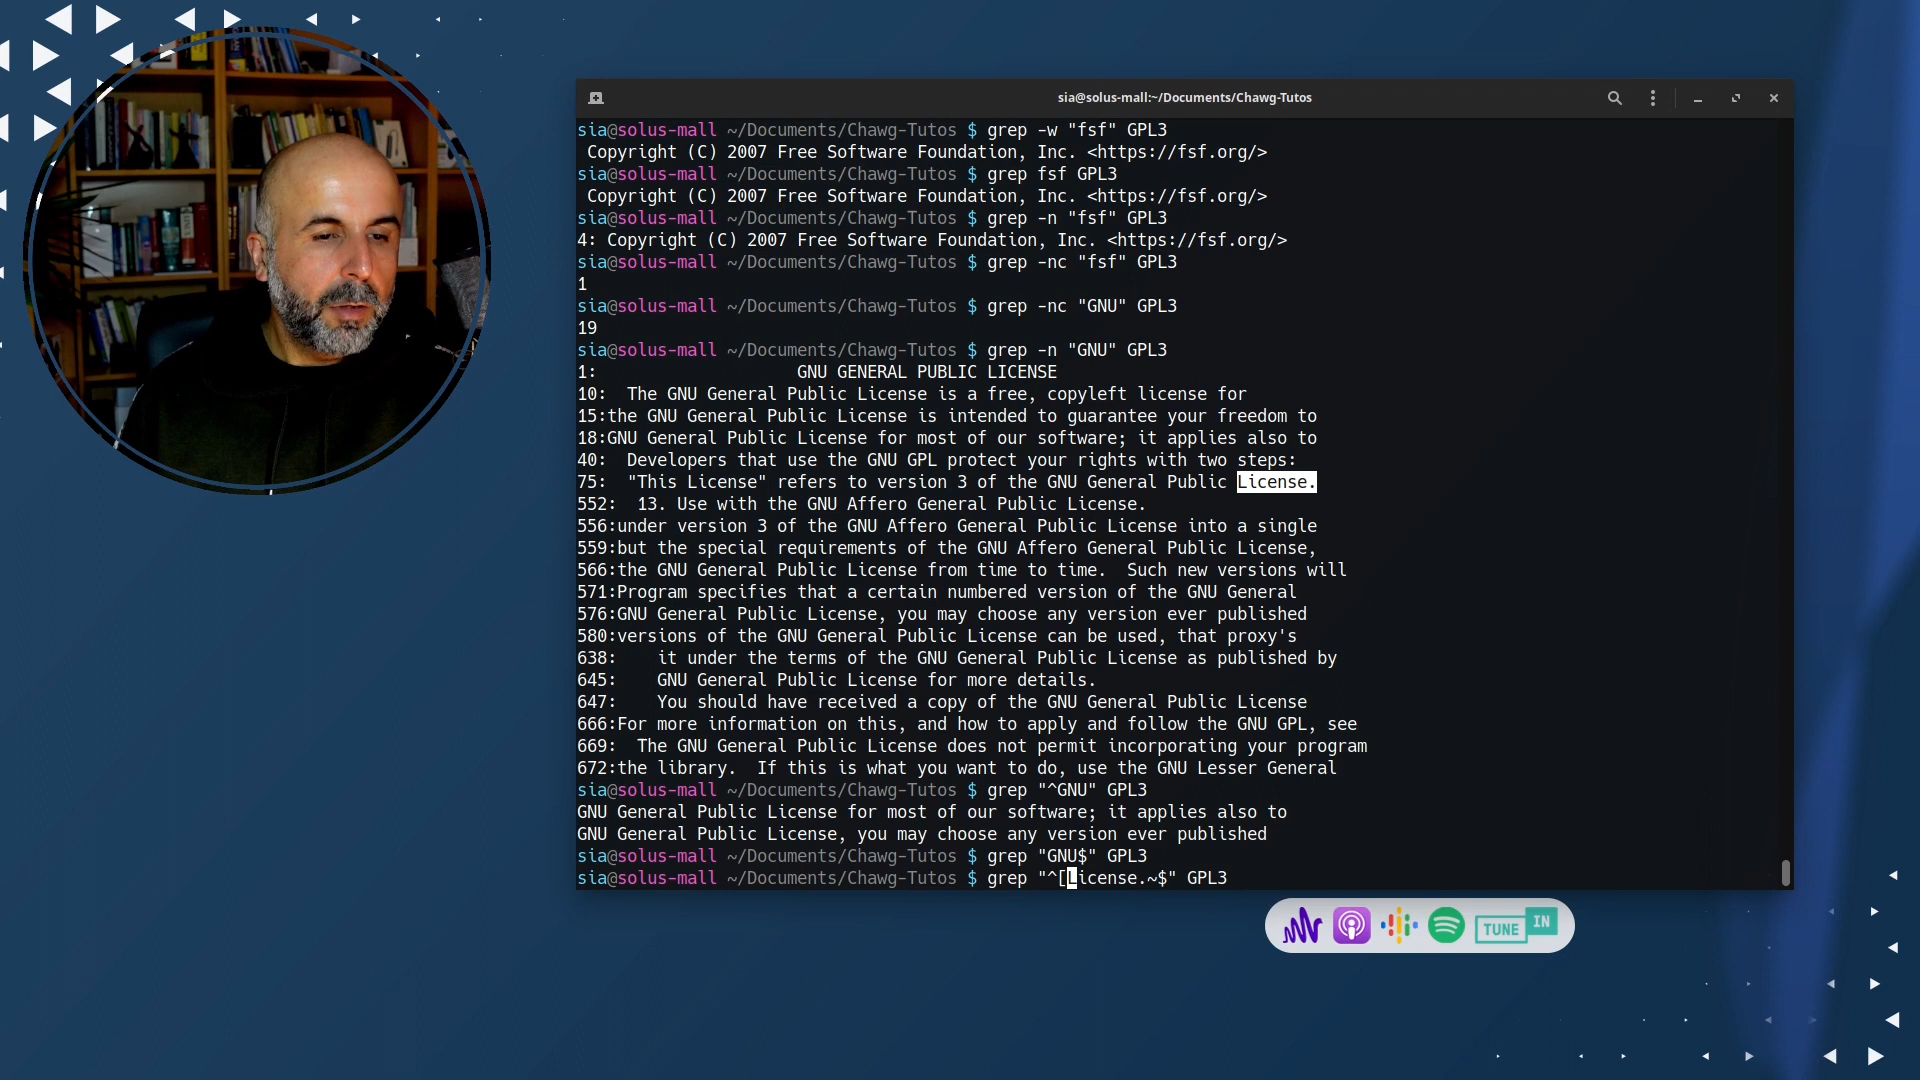 sia@solus-mall:~/Documents/Chawg-Tutos
sia@solus-mall ~/Documents/Chawg-Tutos $ grep -w "fsf" GPL3
 Copyright (C) 2007 Free Software Foundation, Inc. <https://fsf.org/>
sia@solus-mall ~/Documents/Chawg-Tutos $ grep fsf GPL3
 Copyright (C) 2007 Free Software Foundation, Inc. <https://fsf.org/>
sia@solus-mall ~/Documents/Chawg-Tutos $ grep -n "fsf" GPL3
4: Copyright (C) 2007 Free Software Foundation, Inc. <https://fsf.org/>
sia@solus-mall ~/Documents/Chawg-Tutos $ grep -nc "fsf" GPL3
1
sia@solus-mall ~/Documents/Chawg-Tutos $ grep -nc "GNU" GPL3
19
sia@solus-mall ~/Documents/Chawg-Tutos $ grep -n "GNU" GPL3
1:                    GNU GENERAL PUBLIC LICENSE
10:  The GNU General Public License is a free, copyleft license for
15:the GNU General Public License is intended to guarantee your freedom to
18:GNU General Public License for most of our software; it applies also to
40:  Developers that use the GNU GPL protect your rights with two steps:
75:  "This License" refers to version 3 of the GNU General Public License.
552:  13. Use with the GNU Affero General Public License.
556:under version 3 of the GNU Affero General Public License into a single
559:but the special requirements of the GNU Affero General Public License,
566:the GNU General Public License from time to time.  Such new versions will
571:Program specifies that a certain numbered version of the GNU General
576:GNU General Public License, you may choose any version ever published
580:versions of the GNU General Public License can be used, that proxy's
638:    it under the terms of the GNU General Public License as published by
645:    GNU General Public License for more details.
647:    You should have received a copy of the GNU General Public License
666:For more information on this, and how to apply and follow the GNU GPL, see
669:  The GNU General Public License does not permit incorporating your program
672:the library.  If this is what you want to do, use the GNU Lesser General
sia@solus-mall ~/Documents/Chawg-Tutos $ grep "^GNU" GPL3
GNU General Public License for most of our software; it applies also to
GNU General Public License, you may choose any version ever published
sia@solus-mall ~/Documents/Chawg-Tutos $ grep "GNU$" GPL3
sia@solus-mall ~/Documents/Chawg-Tutos $ grep "^[License.~$" GPL3
TUNE IN